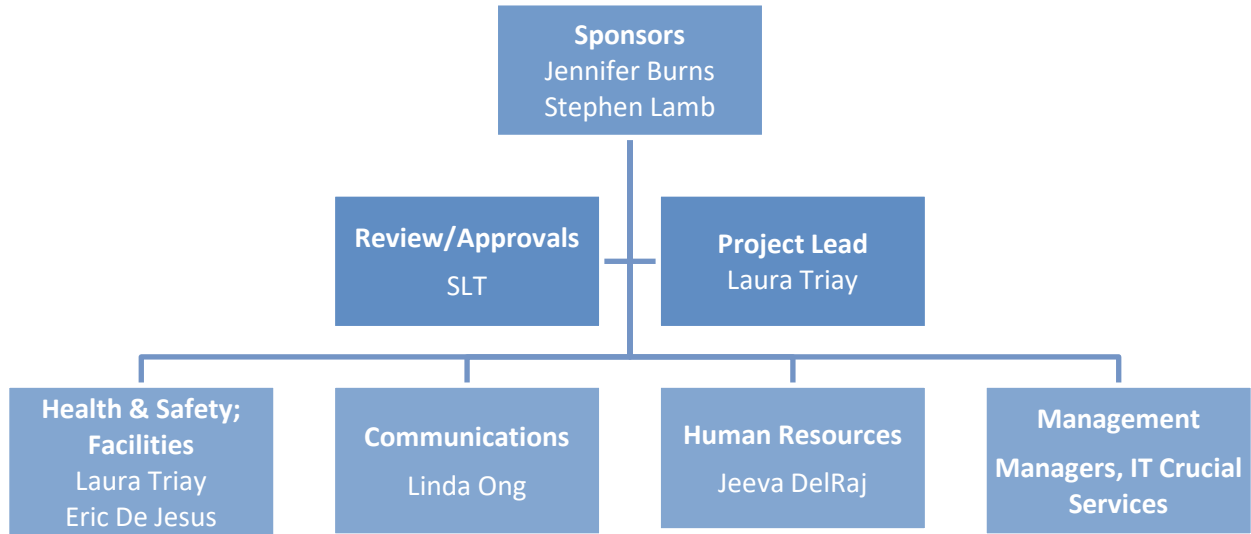 Sponsors
Jennifer Burns
Stephen Lamb
Review/Approvals
SLT
Project Lead
Laura Triay
Health & Safety;
Facilities
Laura Triay
Eric De Jesus
Communications
Linda Ong
Human Resources
Jeeva DelRaj
Management
Managers, IT Crucial
Services